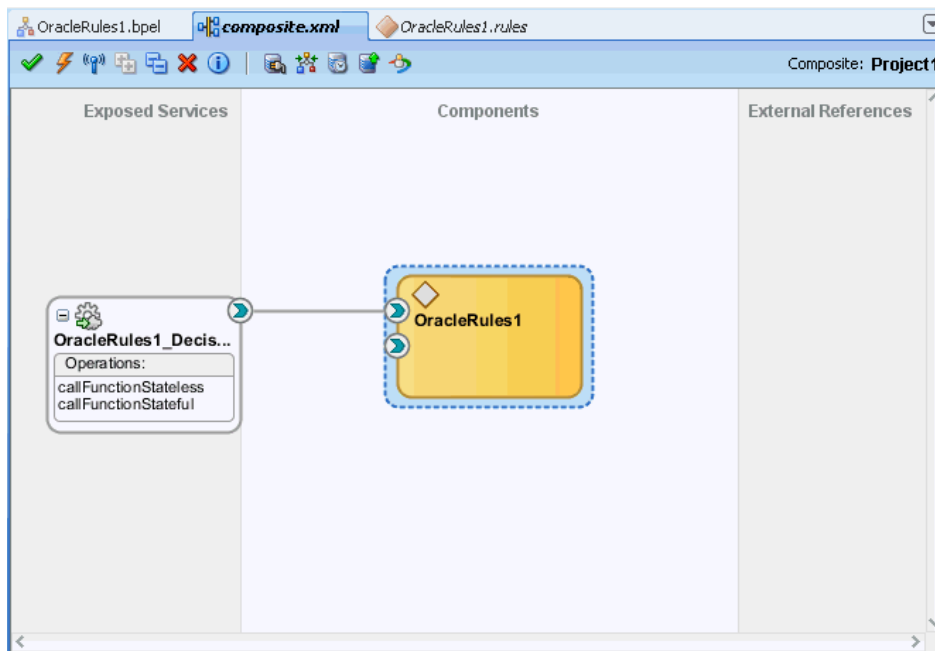 OracleRules1.bpel composite.xml OracleRules1.rules
Composite: Project1
Exposed Services Components External References
OracleRules1
OracleRules1_Decis...
Operations:
callFunctionStateless
callFunctionStateful